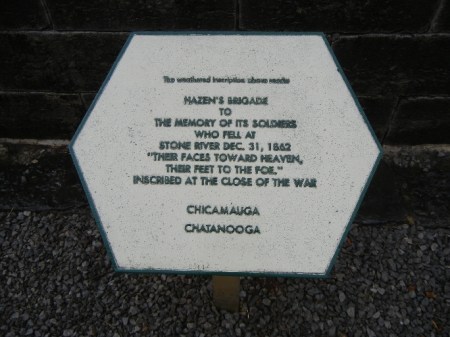 The weathered inscription above reads:
HAZEN'S BRIGADE
TO
THE MEMORY OF ITS SOLDIERS
WHO FELL AT
STONE RIVER DEC. 31, 1862
"THEIR FACES TOWARD HEAVEN,
THEIR FEET TO THE FOE."
INSCRIBED AT THE CLOSE OF THE WAR
CHICAMAUGA
CHATANOOGA